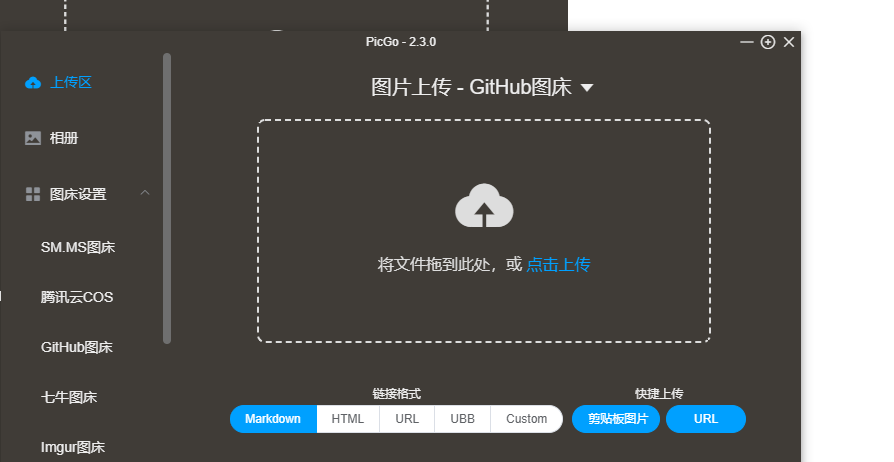 PicGo - 2.3.0
上传区
相册
图床设置
SM.MS图床
腾讯云COS
GitHub图床
七牛图床
Imgur图床
图片上传 - GitHub图床
将文件拖到此处，或 点击上传
链接格式
Markdown HTML URL UBB Custom
快捷上传
剪贴板图片 URL